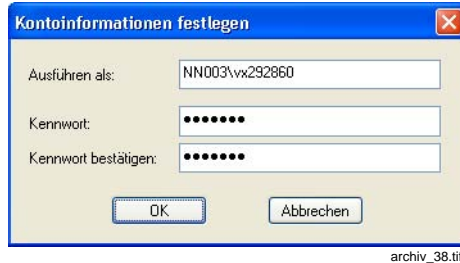 Kontoinformationen festlegen
Ausführen als: NN003\vx292860
Kennwort: •••••••
Kennwort bestätigen: •••••••
OK Abbrechen
archiv_38.tif